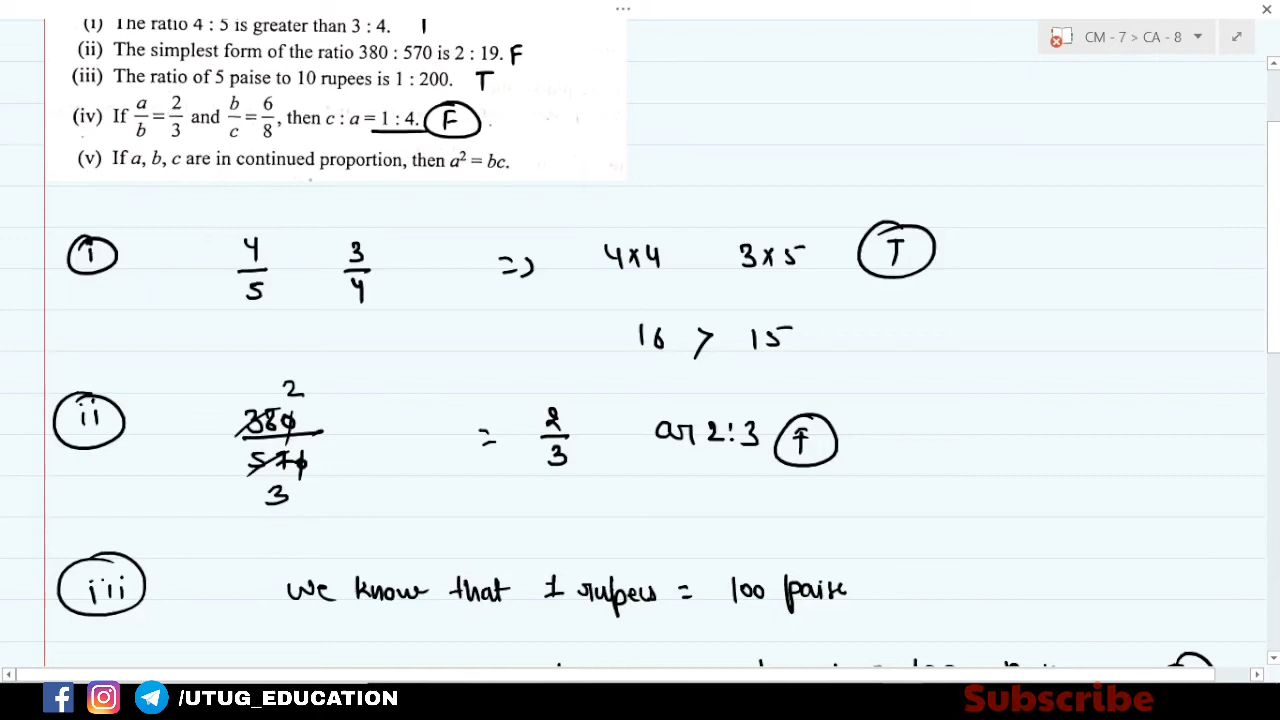 (i) The ratio 4 : 5 is greater than 3 : 4. T
(ii) The simplest form of the ratio 380 : 570 is 2 : 19. F
(iii) The ratio of 5 paise to 10 rupees is 1 : 200. T
(iv) If a/b = 2/3 and b/c = 6/8, then c : a = 1 : 4. F
(v) If a, b, c are in continued proportion, then a² = bc.
CM - 7 > CA - 8
i 4/5 3/4 => 4×4 3×5 T
16 > 15
2
ii 380/570 = 2/3 or 2:3 F
3
iii We know that 1 rupees = 100 paise
/UTUG_EDUCATION
Subscribe